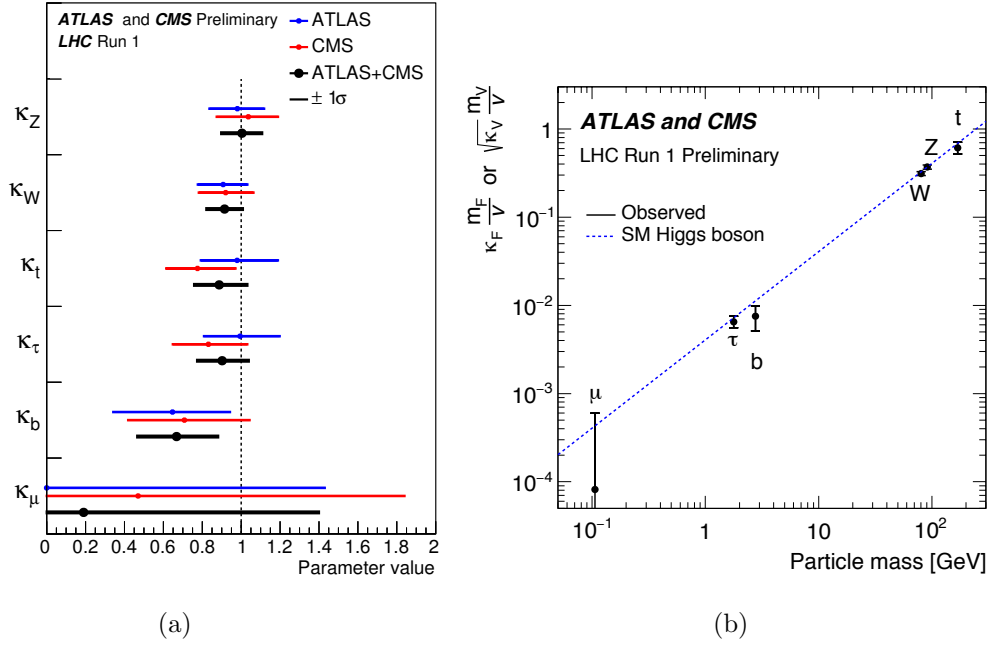 ATLAS and CMS Preliminary
LHC Run 1
ATLAS
CMS
ATLAS+CMS
± 1σ
κZ
κW
κt
κτ
κb
κμ
0 0.2 0.4 0.6 0.8 1 1.2 1.4 1.6 1.8 2
Parameter value
(a)
κF mF/V or √κV mV/V
ATLAS and CMS
LHC Run 1 Preliminary
Observed
SM Higgs boson
t
Z
W
τ
b
μ
1
10⁻¹
10⁻²
10⁻³
10⁻⁴
10⁻¹ 1 10 10²
Particle mass [GeV]
(b)